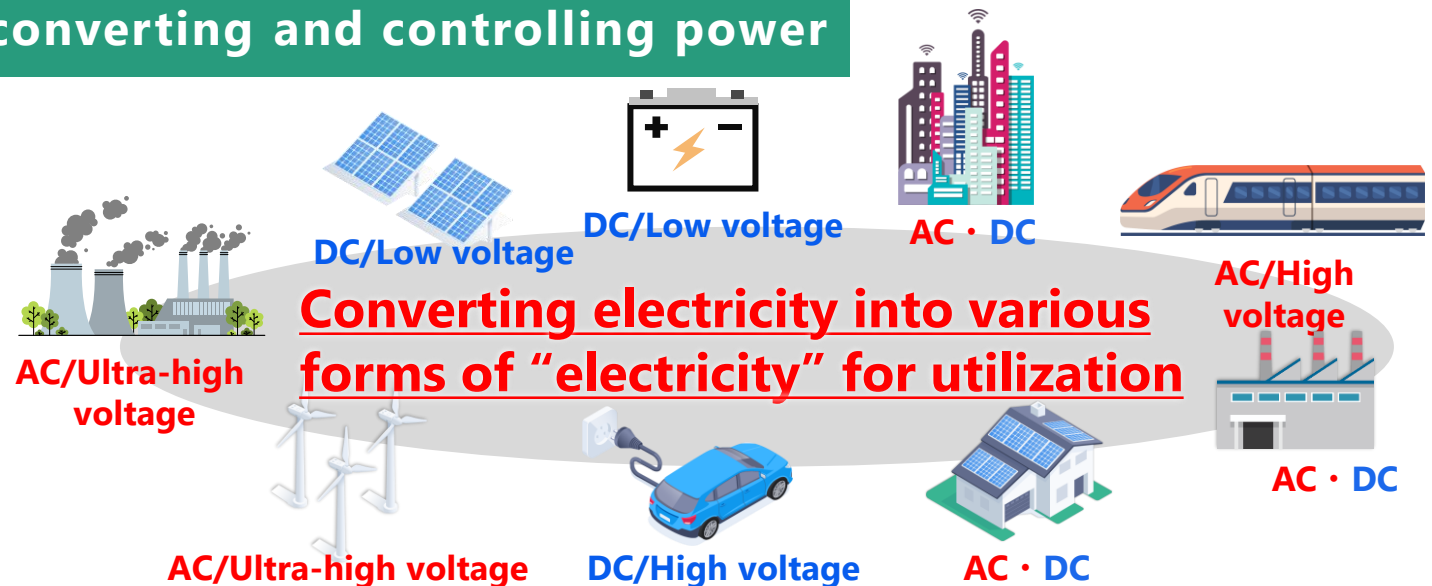 converting and controlling power
DC/Low voltage
DC/Low voltage
AC・DC
AC/High
voltage
Converting electricity into various
forms of “electricity” for utilization
AC/Ultra-high
voltage
AC・DC
AC/Ultra-high voltage
DC/High voltage
AC・DC